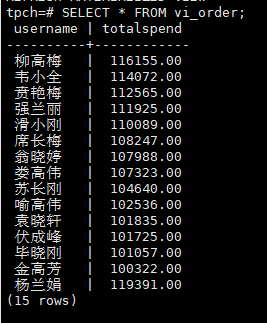 tpch=# SELECT * FROM vi_order;
username | totalspend
----------+------------
柳高梅 | 116155.00
韦小全 | 114072.00
贲艳梅 | 112565.00
强兰丽 | 111925.00
滑小刚 | 110089.00
席长梅 | 108247.00
翁晓婷 | 107988.00
娄高伟 | 107323.00
苏长刚 | 104640.00
喻高伟 | 102536.00
袁晓轩 | 101835.00
伏成峰 | 101725.00
毕晓刚 | 101057.00
金高芳 | 100322.00
杨兰娟 | 119391.00
(15 rows)